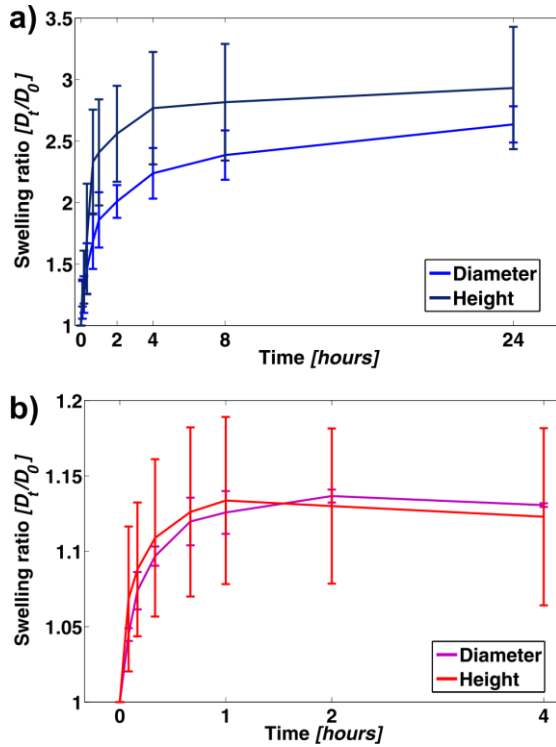 a)
3.5
3
2.5
2
1.5
1
Swelling ratio [D_t/D_0]
0
2
4
8
24
Time [hours]
Diameter
Height
b)
1.2
1.15
1.1
1.05
1
Swelling ratio [D_t/D_0]
0
1
2
4
Time [hours]
Diameter
Height